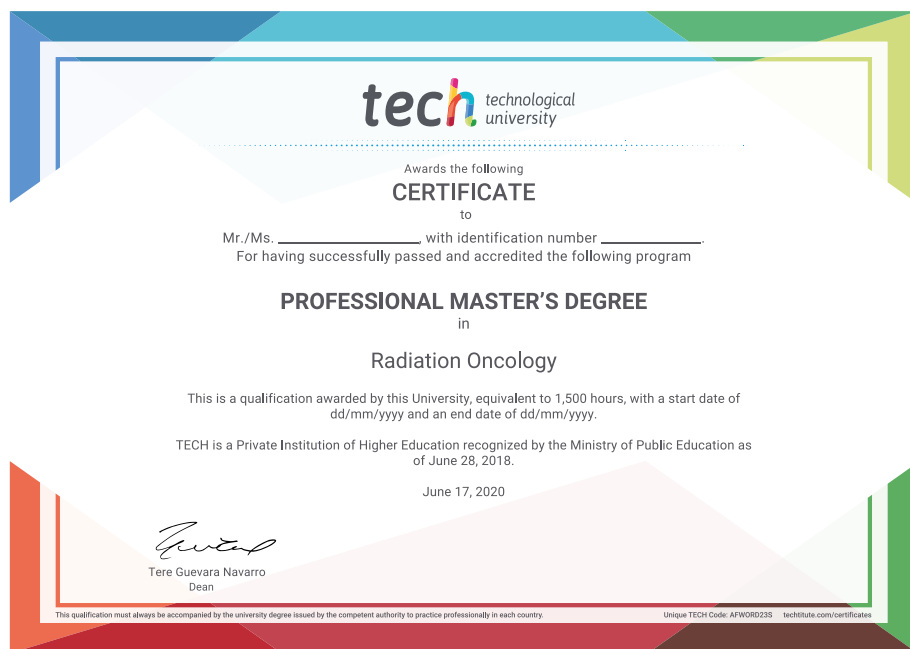 tech technological
university
Awards the following
CERTIFICATE
to
Mr./Ms. ____________________, with identification number ______________.
For having successfully passed and accredited the following program
PROFESSIONAL MASTER'S DEGREE
in
Radiation Oncology
This is a qualification awarded by this University, equivalent to 1,500 hours, with a start date of
dd/mm/yyyy and an end date of dd/mm/yyyy.
TECH is a Private Institution of Higher Education recognized by the Ministry of Public Education as
of June 28, 2018.
June 17, 2020
Tere Guevara Navarro
Dean
This qualification must always be accompanied by the university degree issued by the competent authority to practice professionally in each country.
Unique TECH Code: AFWORD23S techtitute.com/certificates